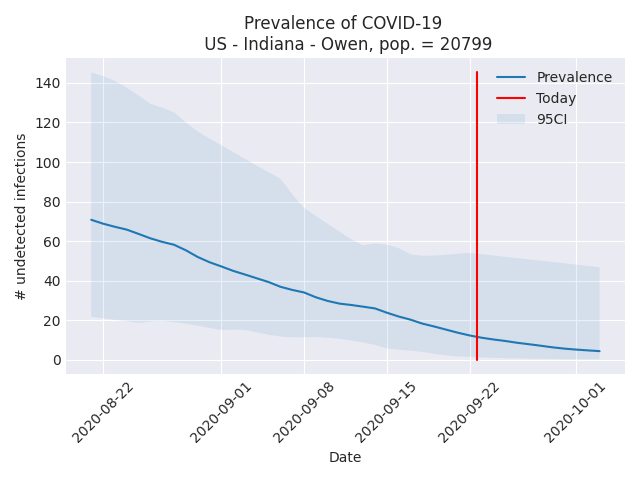 Prevalence of COVID-19
US - Indiana - Owen, pop. = 20799
Prevalence
Today
95CI
# undetected infections
140
120
100
80
60
40
20
0
2020-08-22
2020-09-01
2020-09-08
2020-09-15
2020-09-22
2020-10-01
Date